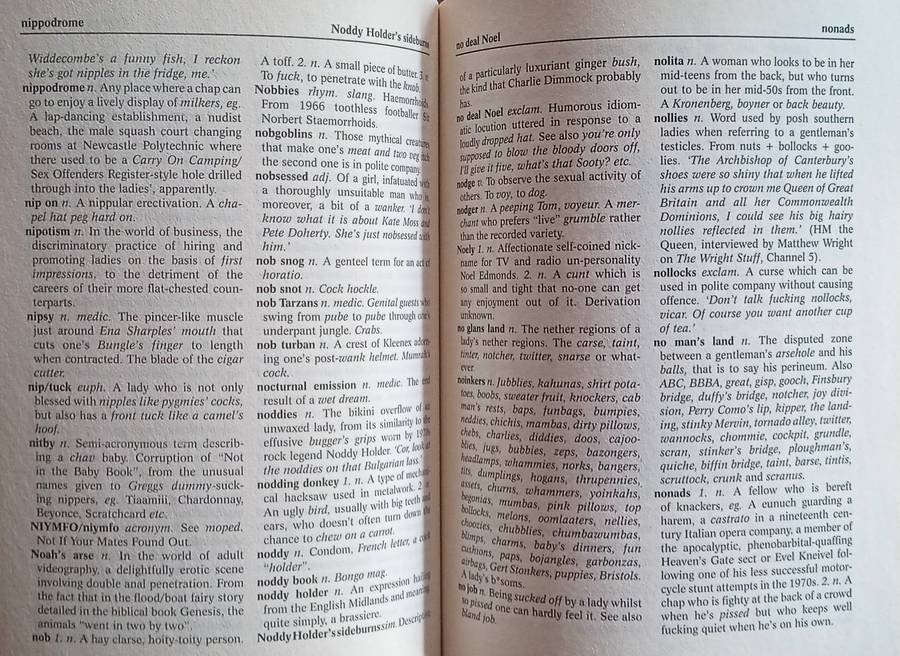 nippodrome
Noddy Holder's sideburns
Widdecombe's a funny fish, I reckon
she's got nipples in the fridge, me.'
nippodrome n. Any place where a chap can
go to enjoy a lively display of milkers, eg.
A lap-dancing establishment, a nudist
beach, the male squash court changing
rooms at Newcastle Polytechnic where
there used to be a Carry On Camping/
Sex Offenders Register-style hole drilled
through into the ladies', apparently.
nip on n. A nippular erectivation. A cha-
pel hat peg hard on.
nipotism n. In the world of business, the
discriminatory practice of hiring and
promoting ladies on the basis of first
impressions, to the detriment of the
careers of their more flat-chested coun-
terparts.
nipsy n. medic. The pincer-like muscle
just around Ena Sharples' mouth that
cuts one's Bungle's finger to length
when contracted. The blade of the cigar
cutter.
nip/tuck euph. A lady who is not only
blessed with nipples like pygmies' cocks,
but also has a front tuck like a camel's
hoof.
nitby n. Semi-acronymous term describ-
ing a chav baby. Corruption of "Not
in the Baby Book", from the unusual
names given to Greggs dummy-suck-
ing nippers, eg. Tiaamiii, Chardonnay,
Beyonce, Scratchcard etc.
NIYMFO/niymfo acronym. See moped.
Not If Your Mates Found Out.
Noah's arse n. In the world of adult
videography, a delightfully erotic scene
involving double anal penetration. From
the fact that in the flood/boat fairy story
detailed in the biblical book Genesis, the
animals "went in two by two".
nob 1. n. A hay clarse, hoity-toity person.
A toff. 2. n. A small piece of butter. 3. v.
To fuck, to penetrate with the knob.
Nobbies rhym. slang. Haemorrhoids.
From 1966 toothless footballer Sir
Norbert Staemorrhoids.
nobgoblins n. Those mythical creatures
that make one's meat and two veg itch
the second one is in polite company.
nobsessed adj. Of a girl, infatuated with
a thoroughly unsuitable man who is,
moreover, a bit of a wanker. 'I don't
know what it is about Kate Moss and
Pete Doherty. She's just nobsessed with
him.'
nob snog n. A genteel term for an act of
horatio.
nob snot n. Cock hockle.
nob Tarzans n. medic. Genital guests who
swing from pube to pube through one's
underpant jungle. Crabs.
nob turban n. A crest of Kleenex adorn-
ing one's post-wank helmet. Mummah's
cock.
nocturnal emission n. medic. The end
result of a wet dream.
noddies n. The bikini overflow of an
unwaxed lady, from its similarity to the
effusive bugger's grips worn by 1970s
rock legend Noddy Holder. 'Cor, look at
the noddies on that Bulgarian lass.'
nodding donkey 1. n. A type of mechani-
cal hacksaw used in metalwork. 2. n.
An ugly bird, usually with big teeth and
ears, who doesn't often turn down the
chance to chew on a carrot.
noddy n. Condom, French letter, a cock
"holder".
noddy book n. Bongo mag.
noddy holder n. An expression hailing
from the English Midlands and meaning,
quite simply, a brassiere.
Noddy Holder's sideburns sim. Descriptive
no deal Noel
nonads
of a particularly luxuriant ginger bush,
the kind that Charlie Dimmock probably
has.
no deal Noel exclam. Humorous idiom-
atic locution uttered in response to a
loudly dropped hat. See also you're only
supposed to blow the bloody doors off,
I'll give it five, what's that Sooty? etc.
nodge v. To observe the sexual activity of
others. To voy, to dog.
nodger n. A peeping Tom, voyeur. A mer-
chant who prefers "live" grumble rather
than the recorded variety.
Noely 1. n. Affectionate self-coined nick-
name for TV and radio un-personality
Noel Edmonds. 2. n. A cunt which is
so small and tight that no-one can get
any enjoyment out of it. Derivation
unknown.
no glans land n. The nether regions of a
lady's nether regions. The carse, taint,
tinter, notcher, twitter, snarse or what-
ever.
noinkers n. Jubblies, kahunas, shirt pota-
toes, boobs, sweater fruit, knockers, cab
man's rests, baps, funbags, bumpies,
neddies, chichis, mambas, dirty pillows,
chebs, charlies, diddies, doos, cajoo-
blies, jugs, bubbies, zeps, bazongers,
headlamps, whammies, norks, bangers,
tits, dumplings, hogans, thrupennies,
assets, churns, whammers, yoinkahs,
begonias, mumbas, pink pillows, top
bollocks, melons, oomlaaters, nellies,
choozies, chubblies, chumbawumbas,
blimps, charms, baby's dinners, fun
cushions, paps, bojangles, garbonzas,
airbags, Gert Stonkers, puppies, Bristols.
A lady's b*soms.
no job n. Being sucked off by a lady whilst
so pissed one can hardly feel it. See also
bland job.
nolita n. A woman who looks to be in her
mid-teens from the back, but who turns
out to be in her mid-50s from the front.
A Kronenberg, boyner or back beauty.
nollies n. Word used by posh southern
ladies when referring to a gentleman's
testicles. From nuts + bollocks + goo-
lies. 'The Archbishop of Canterbury's
shoes were so shiny that when he lifted
his arms up to crown me Queen of Great
Britain and all her Commonwealth
Dominions, I could see his big hairy
nollies reflected in them.' (HM the
Queen, interviewed by Matthew Wright
on The Wright Stuff, Channel 5).
nollocks exclam. A curse which can be
used in polite company without causing
offence. 'Don't talk fucking nollocks,
vicar. Of course you want another cup
of tea.'
no man's land n. The disputed zone
between a gentleman's arsehole and his
balls, that is to say his perineum. Also
ABC, BBBA, great, gisp, gooch, Finsbury
bridge, duffy's bridge, notcher, joy divi-
sion, Perry Como's lip, kipper, the land-
ing, stinky Mervin, tornado alley, twitter,
wannocks, chommie, cockpit, grundle,
scran, stinker's bridge, ploughman's,
quiche, biffin bridge, taint, barse, tintis,
scruttock, crunk and scranus.
nonads 1. n. A fellow who is bereft
of knackers, eg. A eunuch guarding a
harem, a castrato in a nineteenth cen-
tury Italian opera company, a member of
the apocalyptic, phenobarbital-quaffing
Heaven's Gate sect or Evel Kneivel fol-
lowing one of his less successful motor-
cycle stunt attempts in the 1970s. 2. n. A
chap who is fighty at the back of a crowd
when he's pissed but who keeps well
fucking quiet when he's on his own.